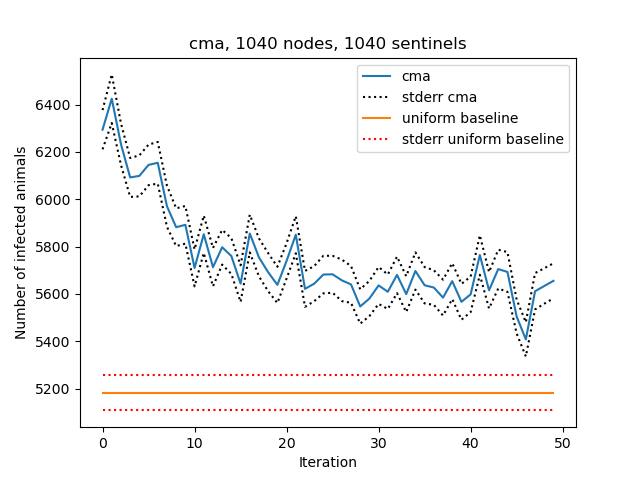 cma, 1040 nodes, 1040 sentinels
cma
stderr cma
uniform baseline
stderr uniform baseline
Number of infected animals
6400
6200
6000
5800
5600
5400
5200
0 10 20 30 40 50
Iteration